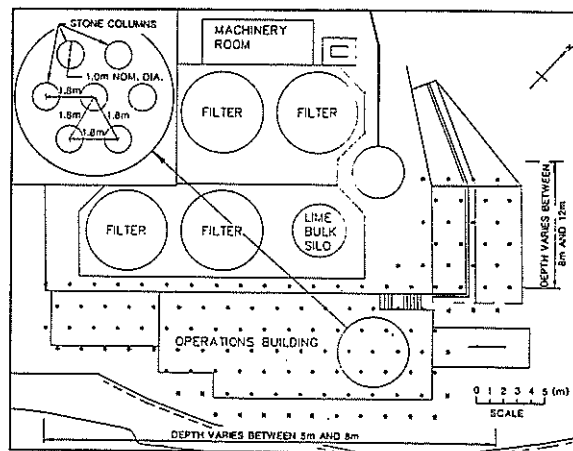 STONE COLUMNS
1.0m NOM. DIA.
1.8m
1.8m
1.8m
1.8m
MACHINERY
ROOM
FILTER
FILTER
FILTER
FILTER
LIME
BULK
SILO
DEPTH VARIES BETWEEN
8m AND 12m
OPERATIONS BUILDING
0 1 2 3 4 5 (m)
SCALE
DEPTH VARIES BETWEEN 5m AND 8m